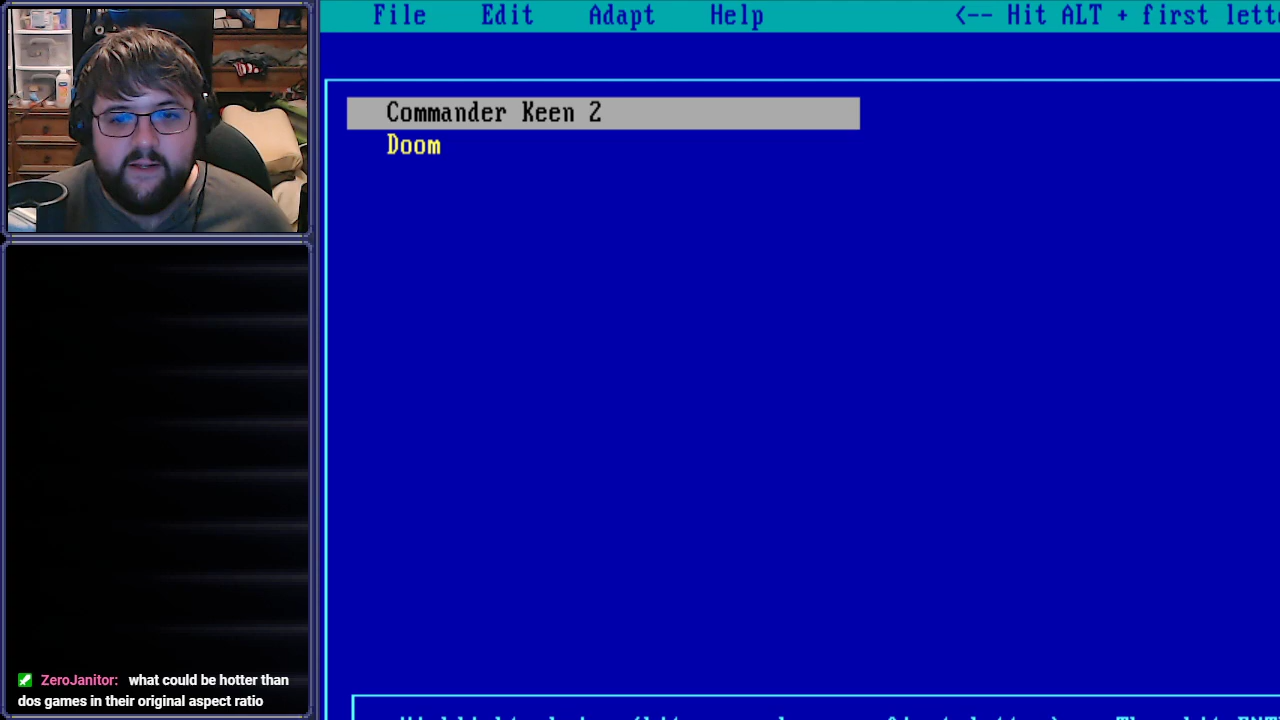 File Edit Adapt Help <-- Hit ALT + first lett
Commander Keen 2
Doom
ZeroJanitor: what could be hotter than
dos games in their original aspect ratio